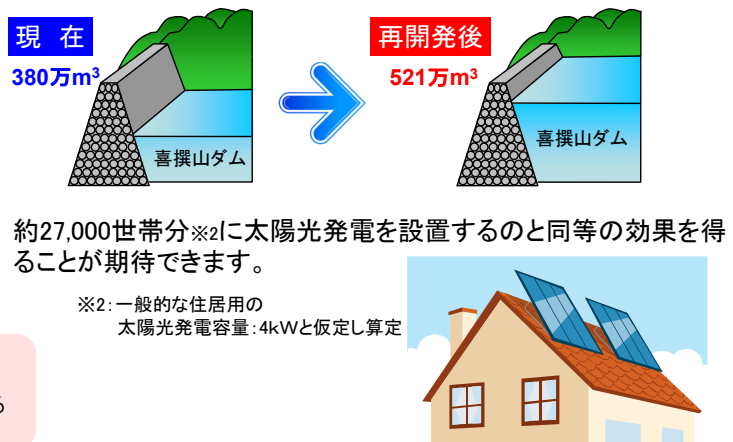 現 在
380万m³
喜撰山ダム
再開発後
521万m³
喜撰山ダム
約27,000世帯分※2に太陽光発電を設置するのと同等の効果を得
ることが期待できます。
※2:一般的な住居用の
太陽光発電容量:4kWと仮定し算定